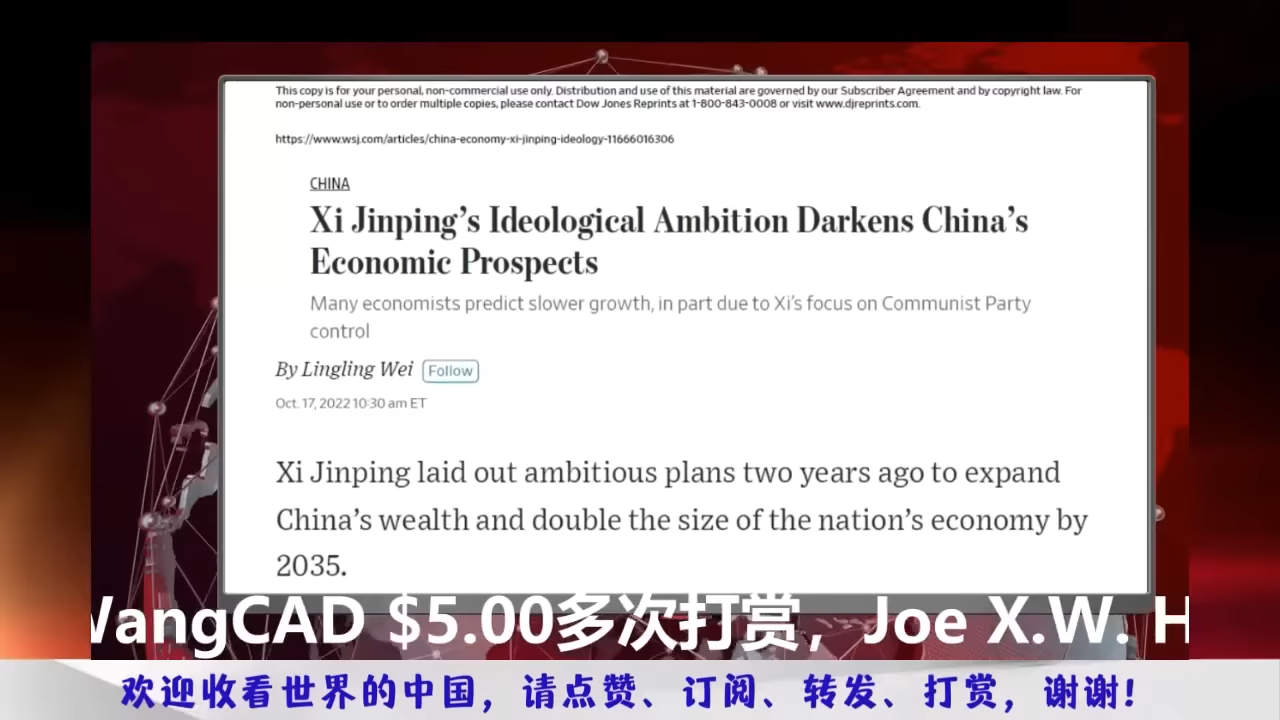 This copy is for your personal, non-commercial use only. Distribution and use of this material are governed by our Subscriber Agreement and by copyright law. For
non-personal use or to order multiple copies, please contact Dow Jones Reprints at 1-800-843-0008 or visit www.djreprints.com.
https://www.wsj.com/articles/china-economy-xi-jinping-ideology-11666016306
CHINA
Xi Jinping’s Ideological Ambition Darkens China’s
Economic Prospects
Many economists predict slower growth, in part due to Xi’s focus on Communist Party
control
By Lingling Wei Follow
Oct. 17, 2022 10:30 am ET
Xi Jinping laid out ambitious plans two years ago to expand
China’s wealth and double the size of the nation’s economy by
2035.
WangCAD $5.00多次打赏，Joe X.W. H
欢迎收看世界的中国，请点赞、订阅、转发、打赏，谢谢！